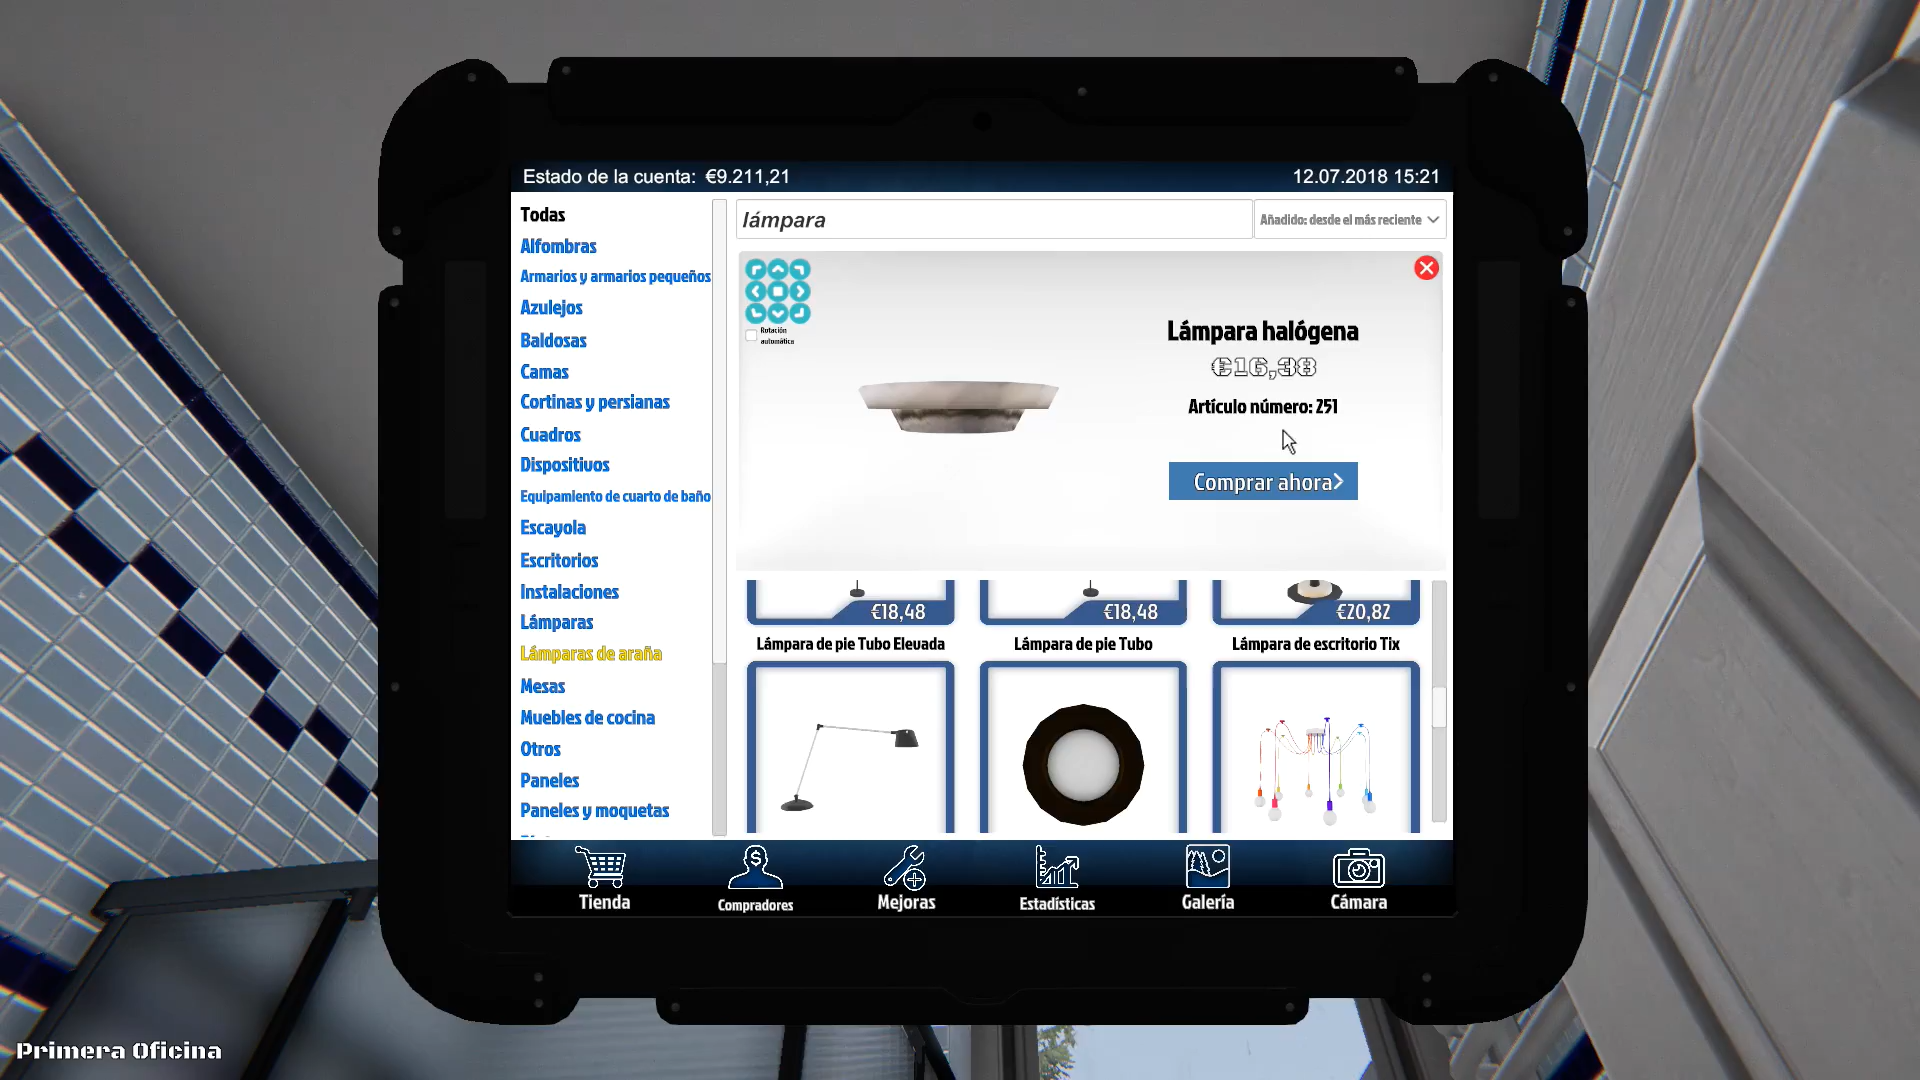 Estado de la cuenta: €9.211,21
12.07.2018 15:21
Todas
Alfombras
Armarios y armarios pequeños
Azulejos
Baldosas
Camas
Cortinas y persianas
Cuadros
Dispositivos
Equipamiento de cuarto de baño
Escayola
Escritorios
Instalaciones
Lámparas
Lámparas de araña
Mesas
Muebles de cocina
Otros
Paneles
Paneles y moquetas
lámpara
Añadido: desde el más reciente
Rotación
automática
Lámpara halógena
€16,38
Artículo número: 251
Comprar ahora
€18,48
€18,48
€20,82
Lámpara de pie Tubo Elevada
Lámpara de pie Tubo
Lámpara de escritorio Tix
Tienda
Compradores
Mejoras
Estadísticas
Galería
Cámara
Primera Oficina